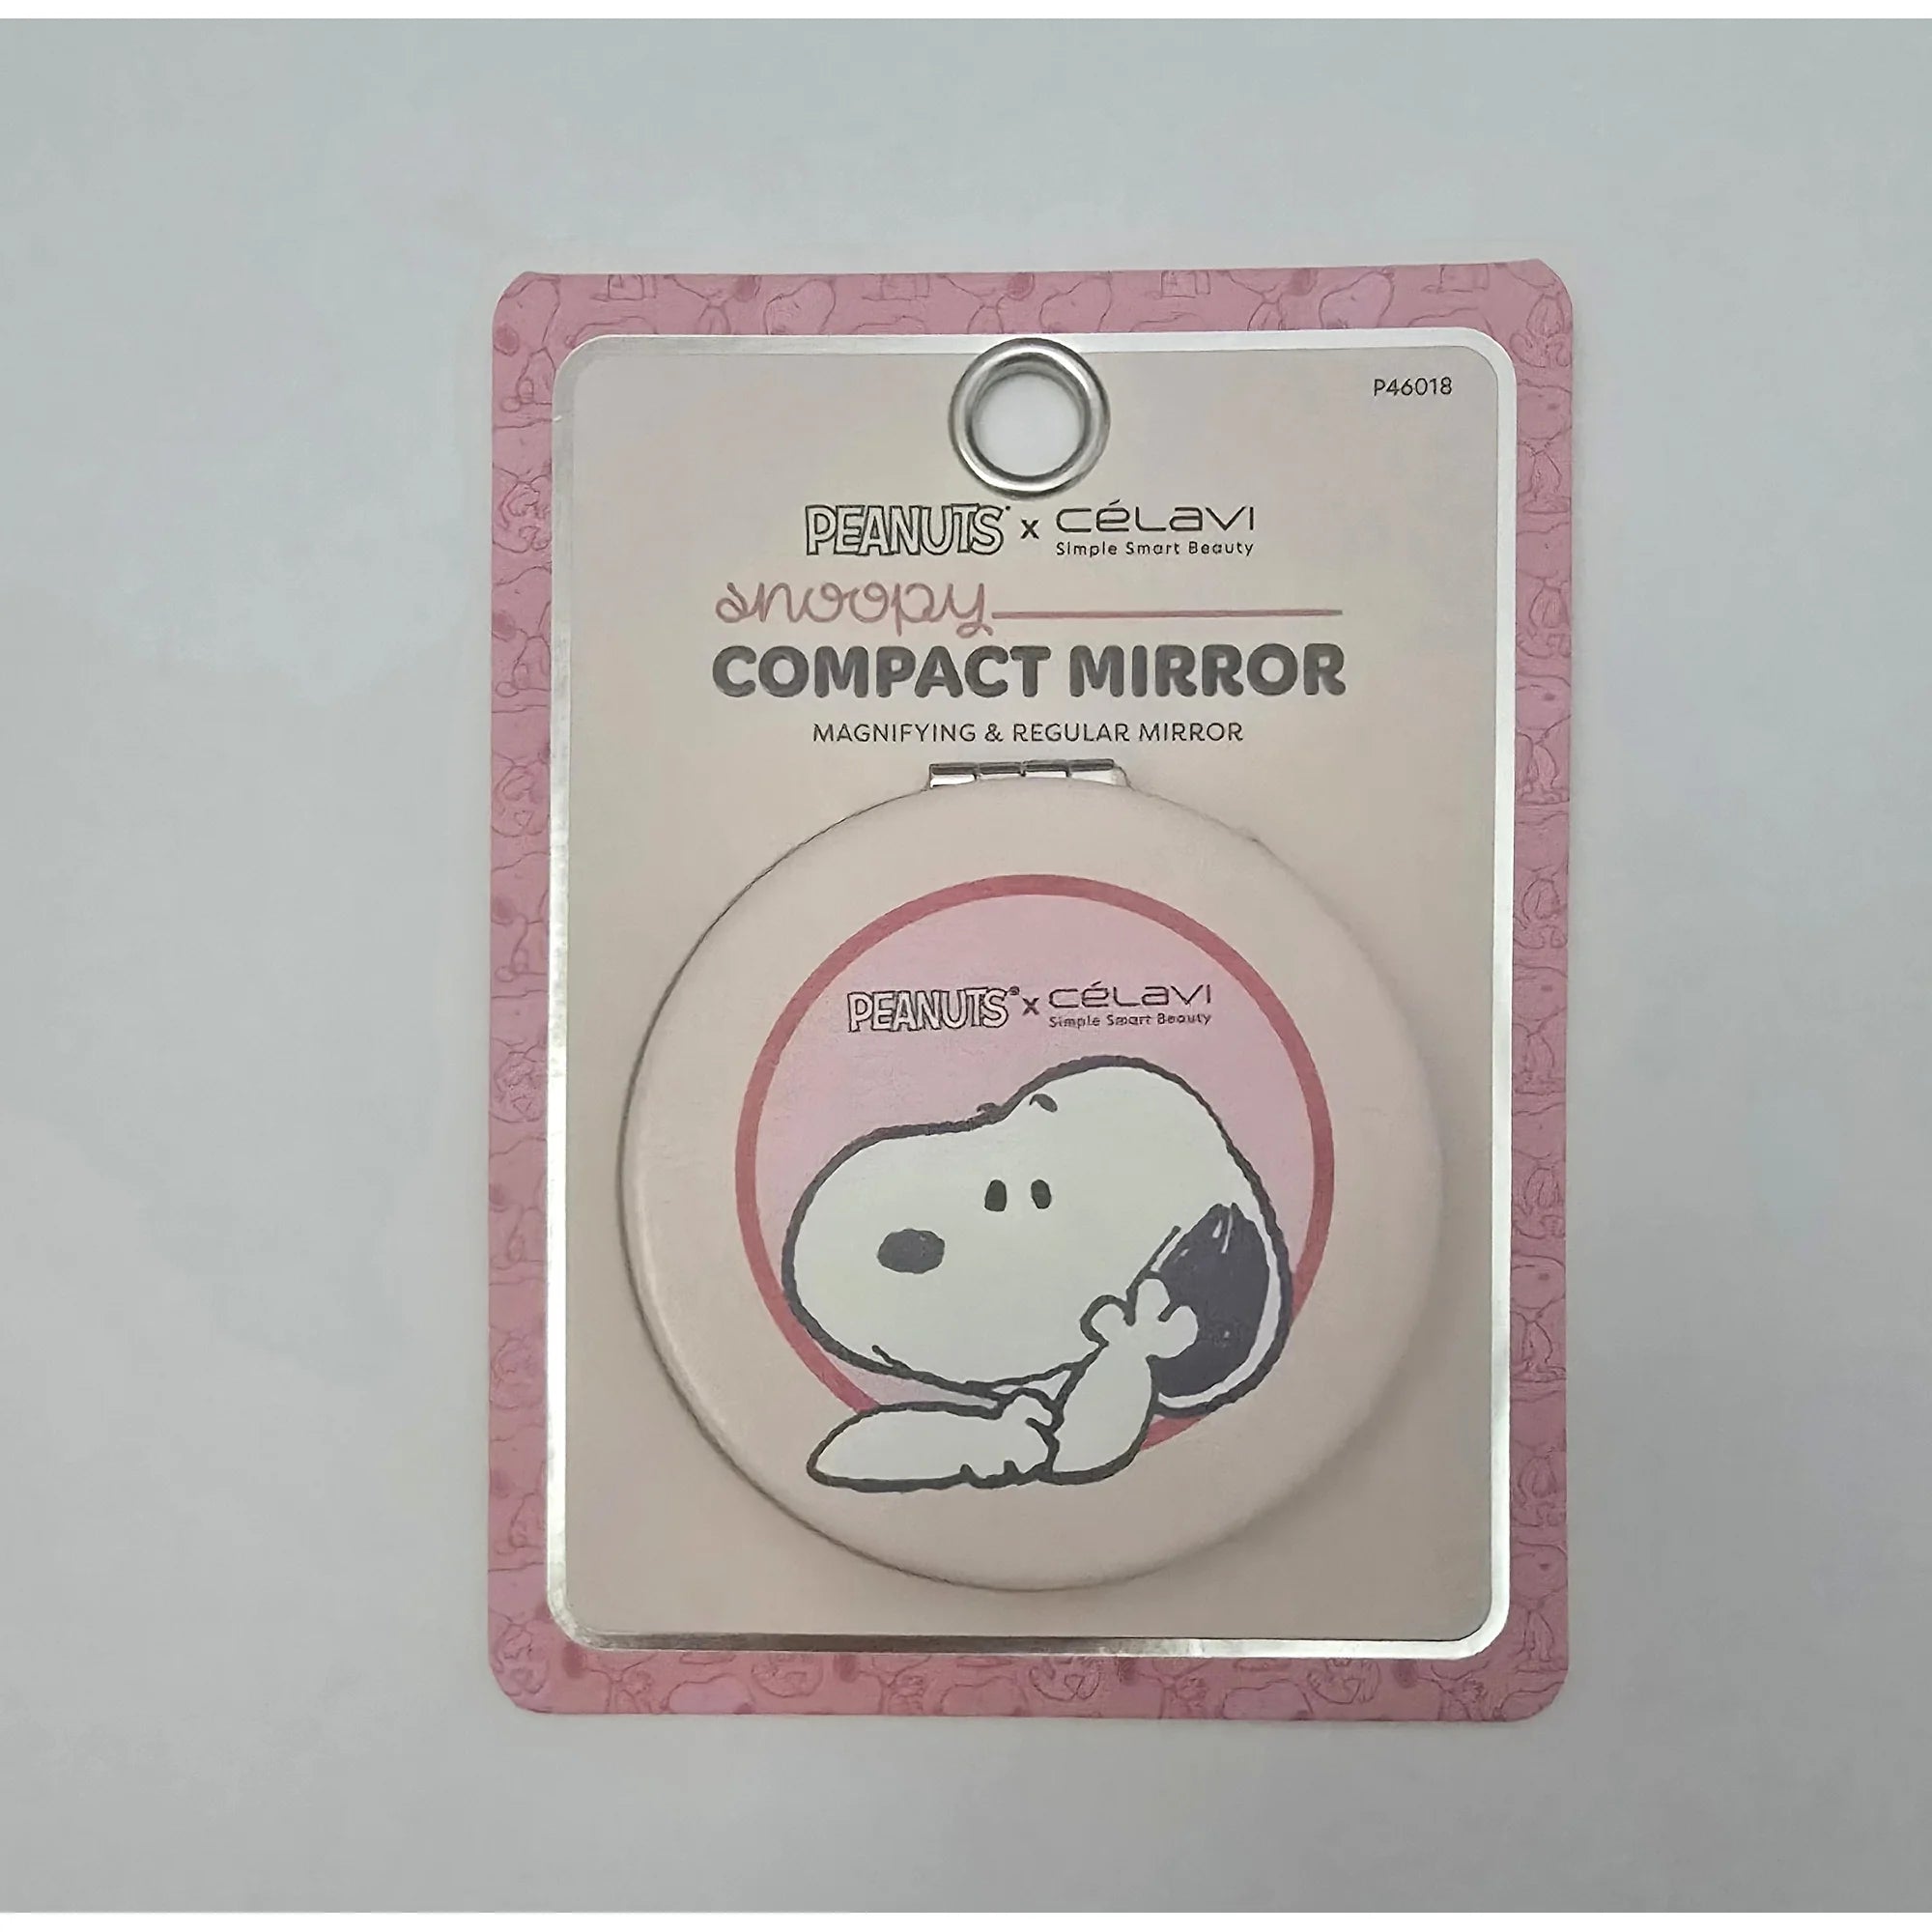 P46018
PEANUTS x CéLaVI
Simple Smart Beauty
snoopy
COMPACT MIRROR
MAGNIFYING & REGULAR MIRROR
PEANUTS® x CéLaVI
Simple Smart Beauty